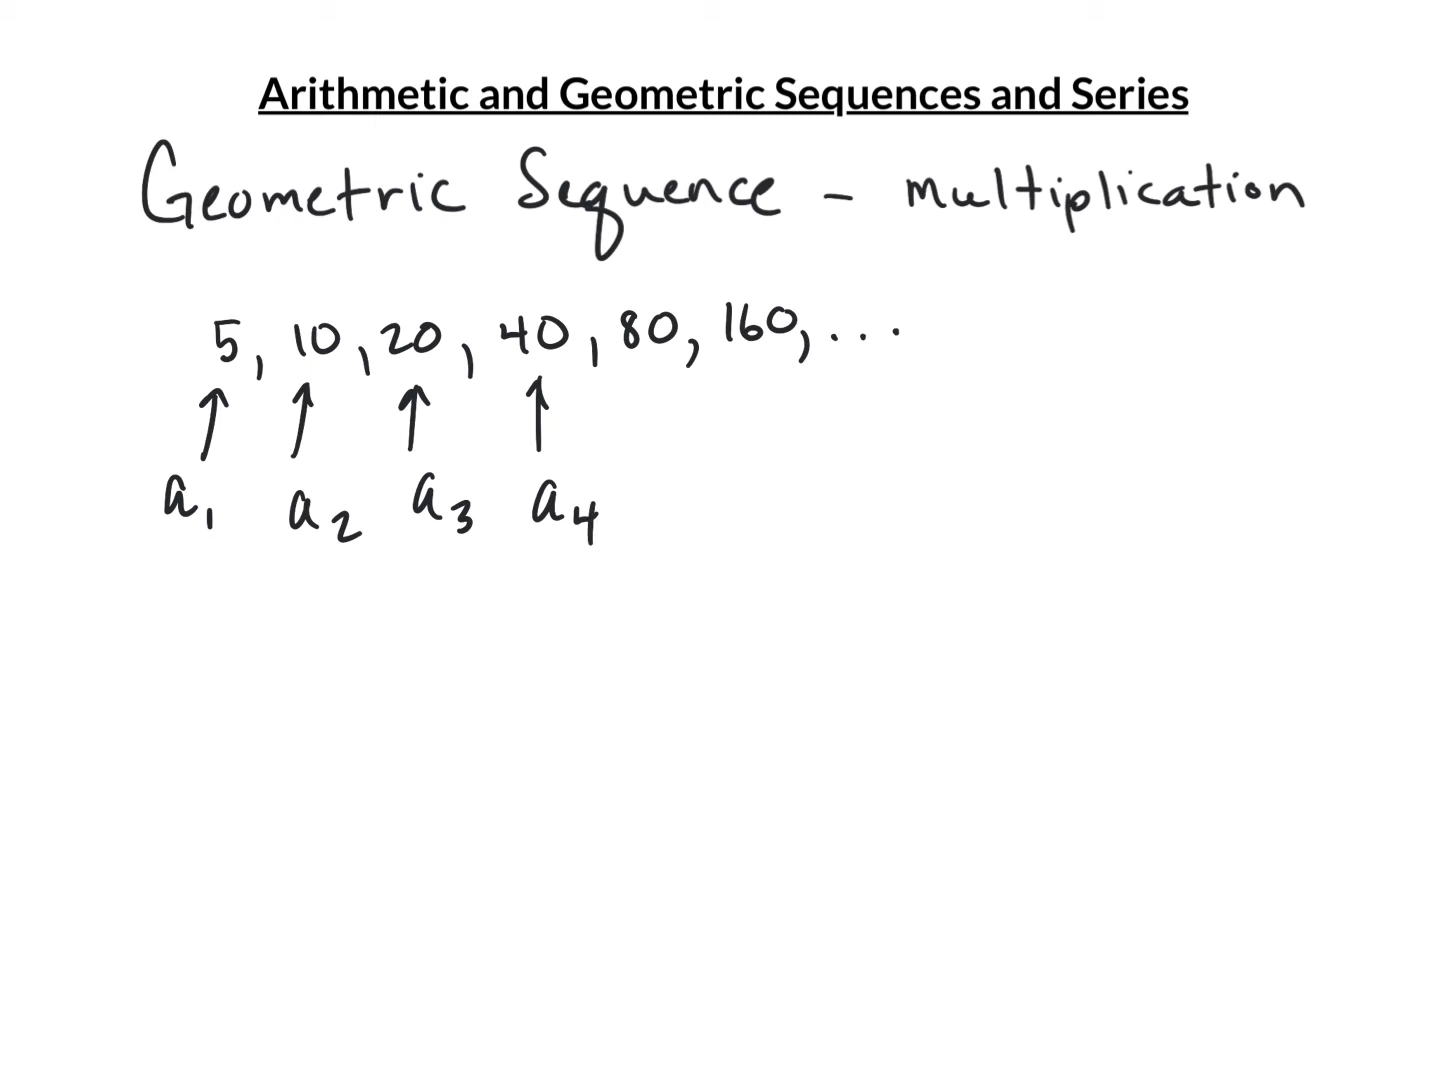 Arithmetic and Geometric Sequences and Series
Geometric Sequence - multiplication
5, 10, 20, 40, 80, 160, ...
a₁ a₂ a₃ a₄